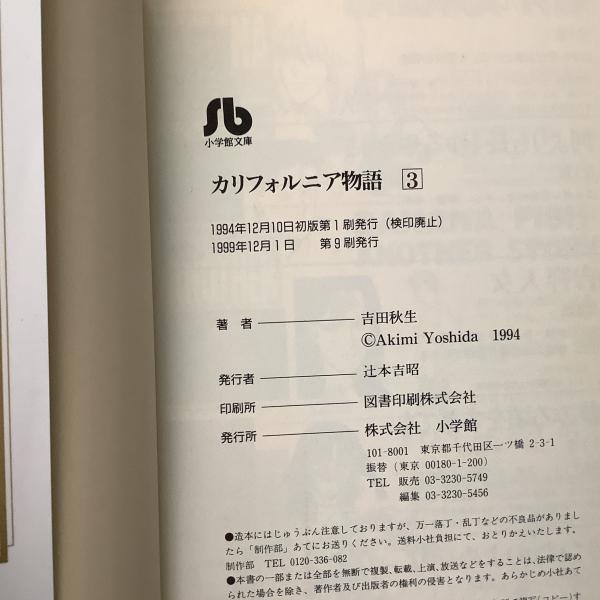 sb
小学館文庫
カリフォルニア物語 3
1994年12月10日初版第1刷発行（検印廃止）
1999年12月1日 第9刷発行
著者 吉田秋生
©Akimi Yoshida 1994
発行者 辻本吉昭
印刷所 図書印刷株式会社
発行所 株式会社 小学館
101-8001 東京都千代田区一ツ橋2-3-1
振替（東京 00180-1-200）
TEL 販売 03-3230-5749
編集 03-3230-5456
●造本にはじゅうぶん注意しておりますが、万一落丁・乱丁などの不良品がありまし
たら「制作部」あてにお送りください。送料小社負担にて、おとりかえいたします。
制作部 TEL 0120-336-082
●本書の一部または全部を無断で複製、転載、上演、放送などをすることは、法律で認め
られた場合を除き、著作者及び出版者の権利の侵害となります。あらかじめ小社あて